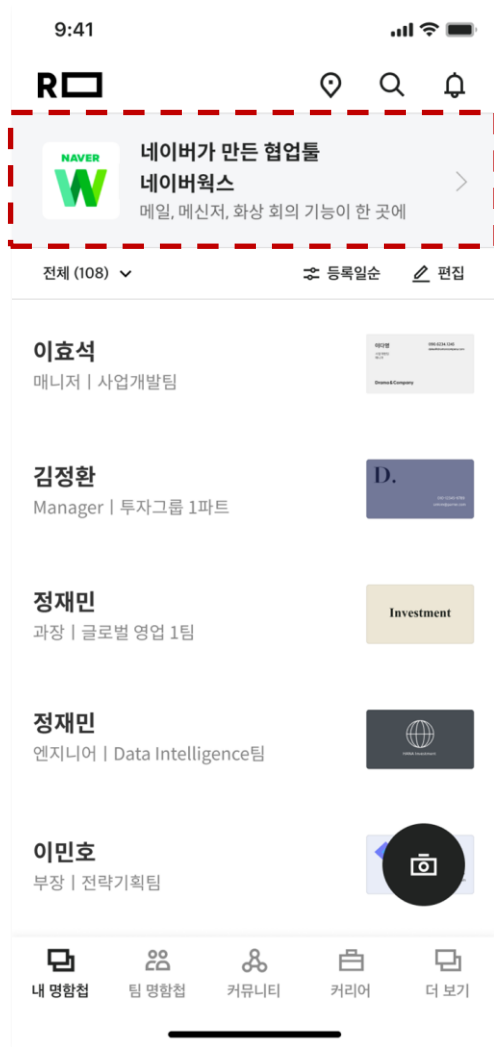 9:41
R
NAVER
W
네이버가 만든 협업툴
네이버웍스
메일, 메신저, 화상 회의 기능이 한 곳에
전체 (108)
등록일순
편집
이효석
매니저 | 사업개발팀
Drama & Company
김정환
Manager | 투자그룹 1파트
D.
정재민
과장 | 글로벌 영업 1팀
Investment
정재민
엔지니어 | Data Intelligence팀
이민호
부장 | 전략기획팀
내 명함첩
팀 명함첩
커뮤니티
커리어
더 보기